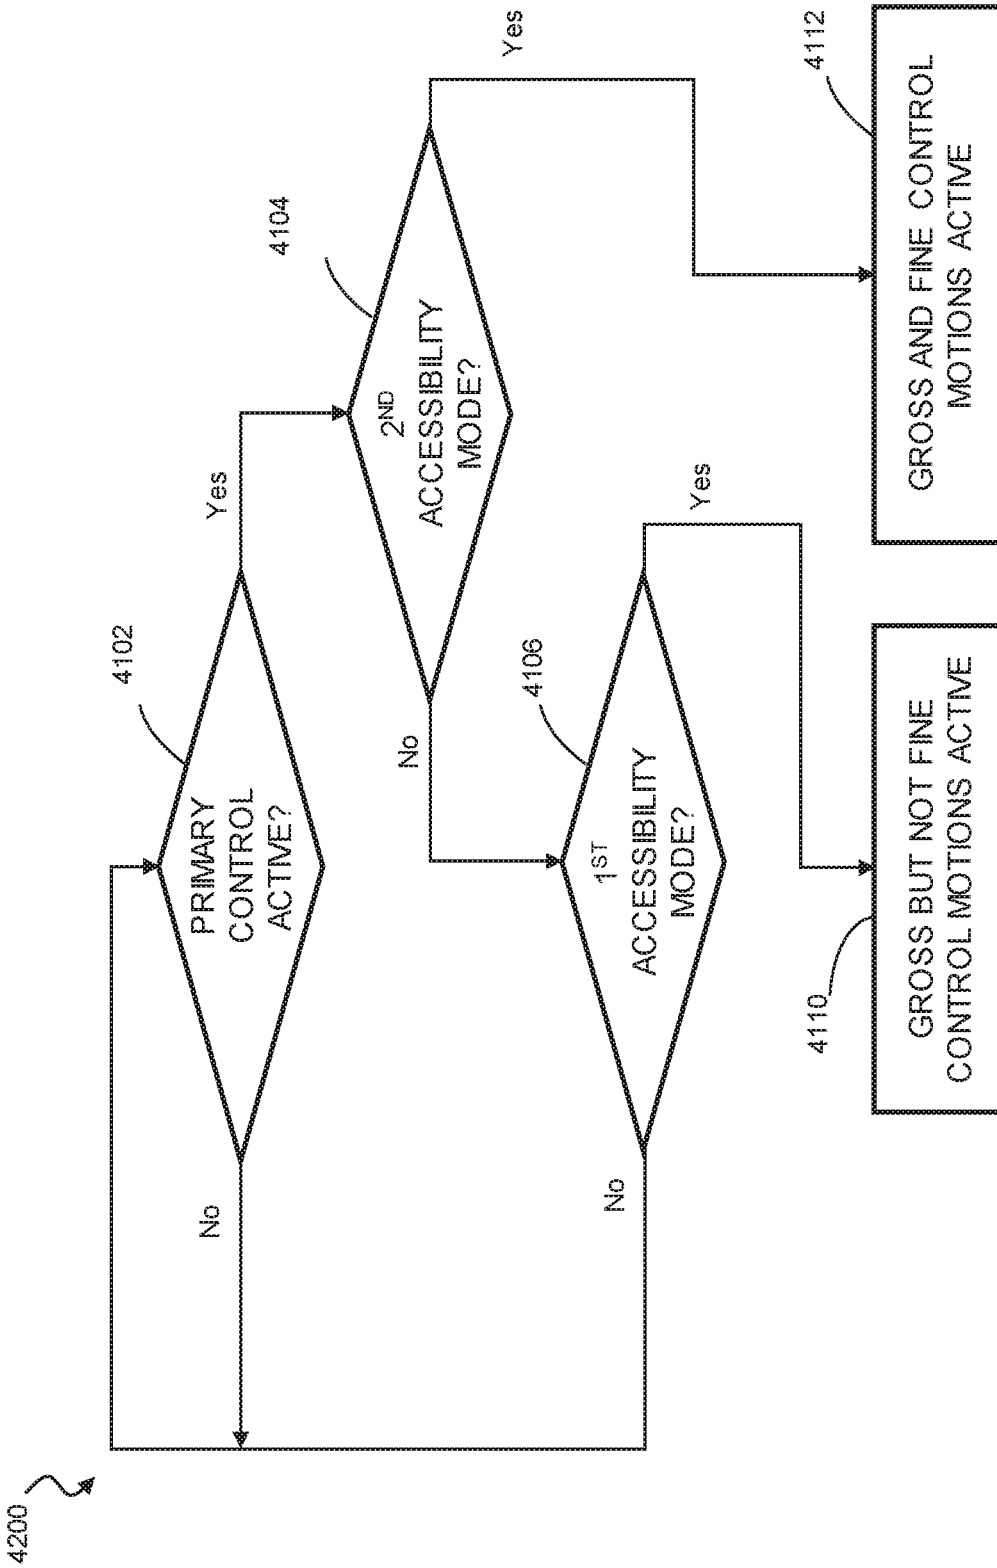 4200
PRIMARY
CONTROL
ACTIVE?
4102
Yes
No
2ND
ACCESSIBILITY
MODE?
4104
Yes
No
1ST
ACCESSIBILITY
MODE?
4106
Yes
No
GROSS BUT NOT FINE
CONTROL MOTIONS ACTIVE
4110
GROSS AND FINE CONTROL
MOTIONS ACTIVE
4112